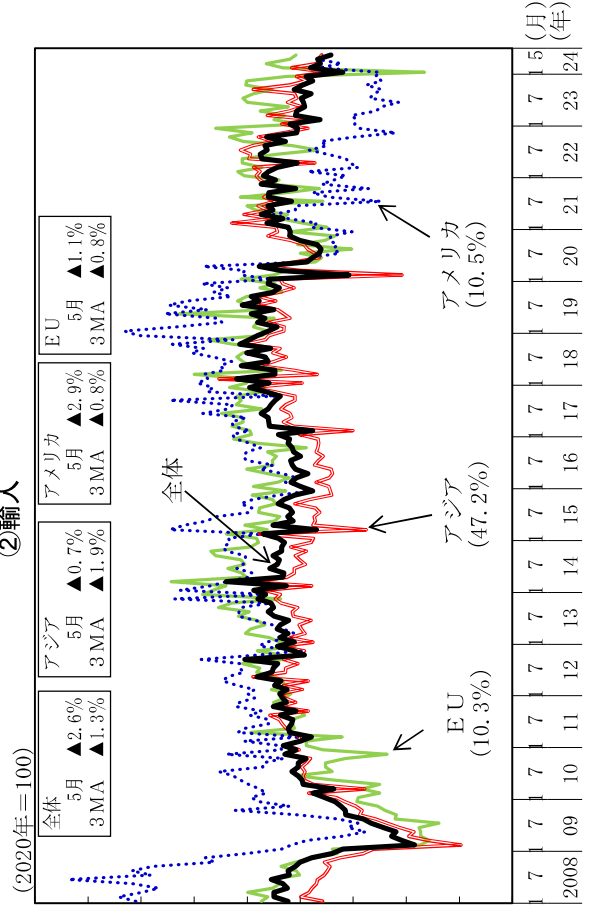 ②輸入
(2020年＝100)
全体
5月 ▲2.6%
3MA ▲1.3%
アジア
5月 ▲0.7%
3MA ▲1.9%
アメリカ
5月 ▲2.9%
3MA ▲0.8%
ＥＵ
5月 ▲1.1%
3MA ▲0.8%
全体
ＥＵ
(10.3%)
アジア
(47.2%)
アメリカ
(10.5%)
1 7 1 7 1 7 1 7 1 7 1 7 1 7 1 7 1 7 1 7 1 7 1 7 1 7 1 7 1 7 1 7 1 5 (月)
2008 09 10 11 12 13 14 15 16 17 18 19 20 21 22 23 24 (年)